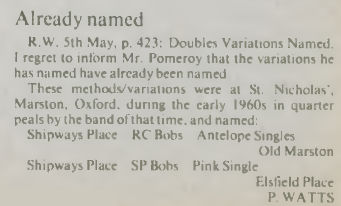 Already named
R.W. 5th May, p. 423: Doubles Variations Named.
I regret to inform Mr. Pomeroy that the variations he
has named have already been named
These methods/variations were at St. Nicholas',
Marston, Oxford, during the early 1960s in quarter
peals by the band of that time, and named:
Shipways Place RC Bobs Antelope Singles
Old Marston
Shipways Place SP Bobs Pink Single
Elsfield Place
P. WATTS